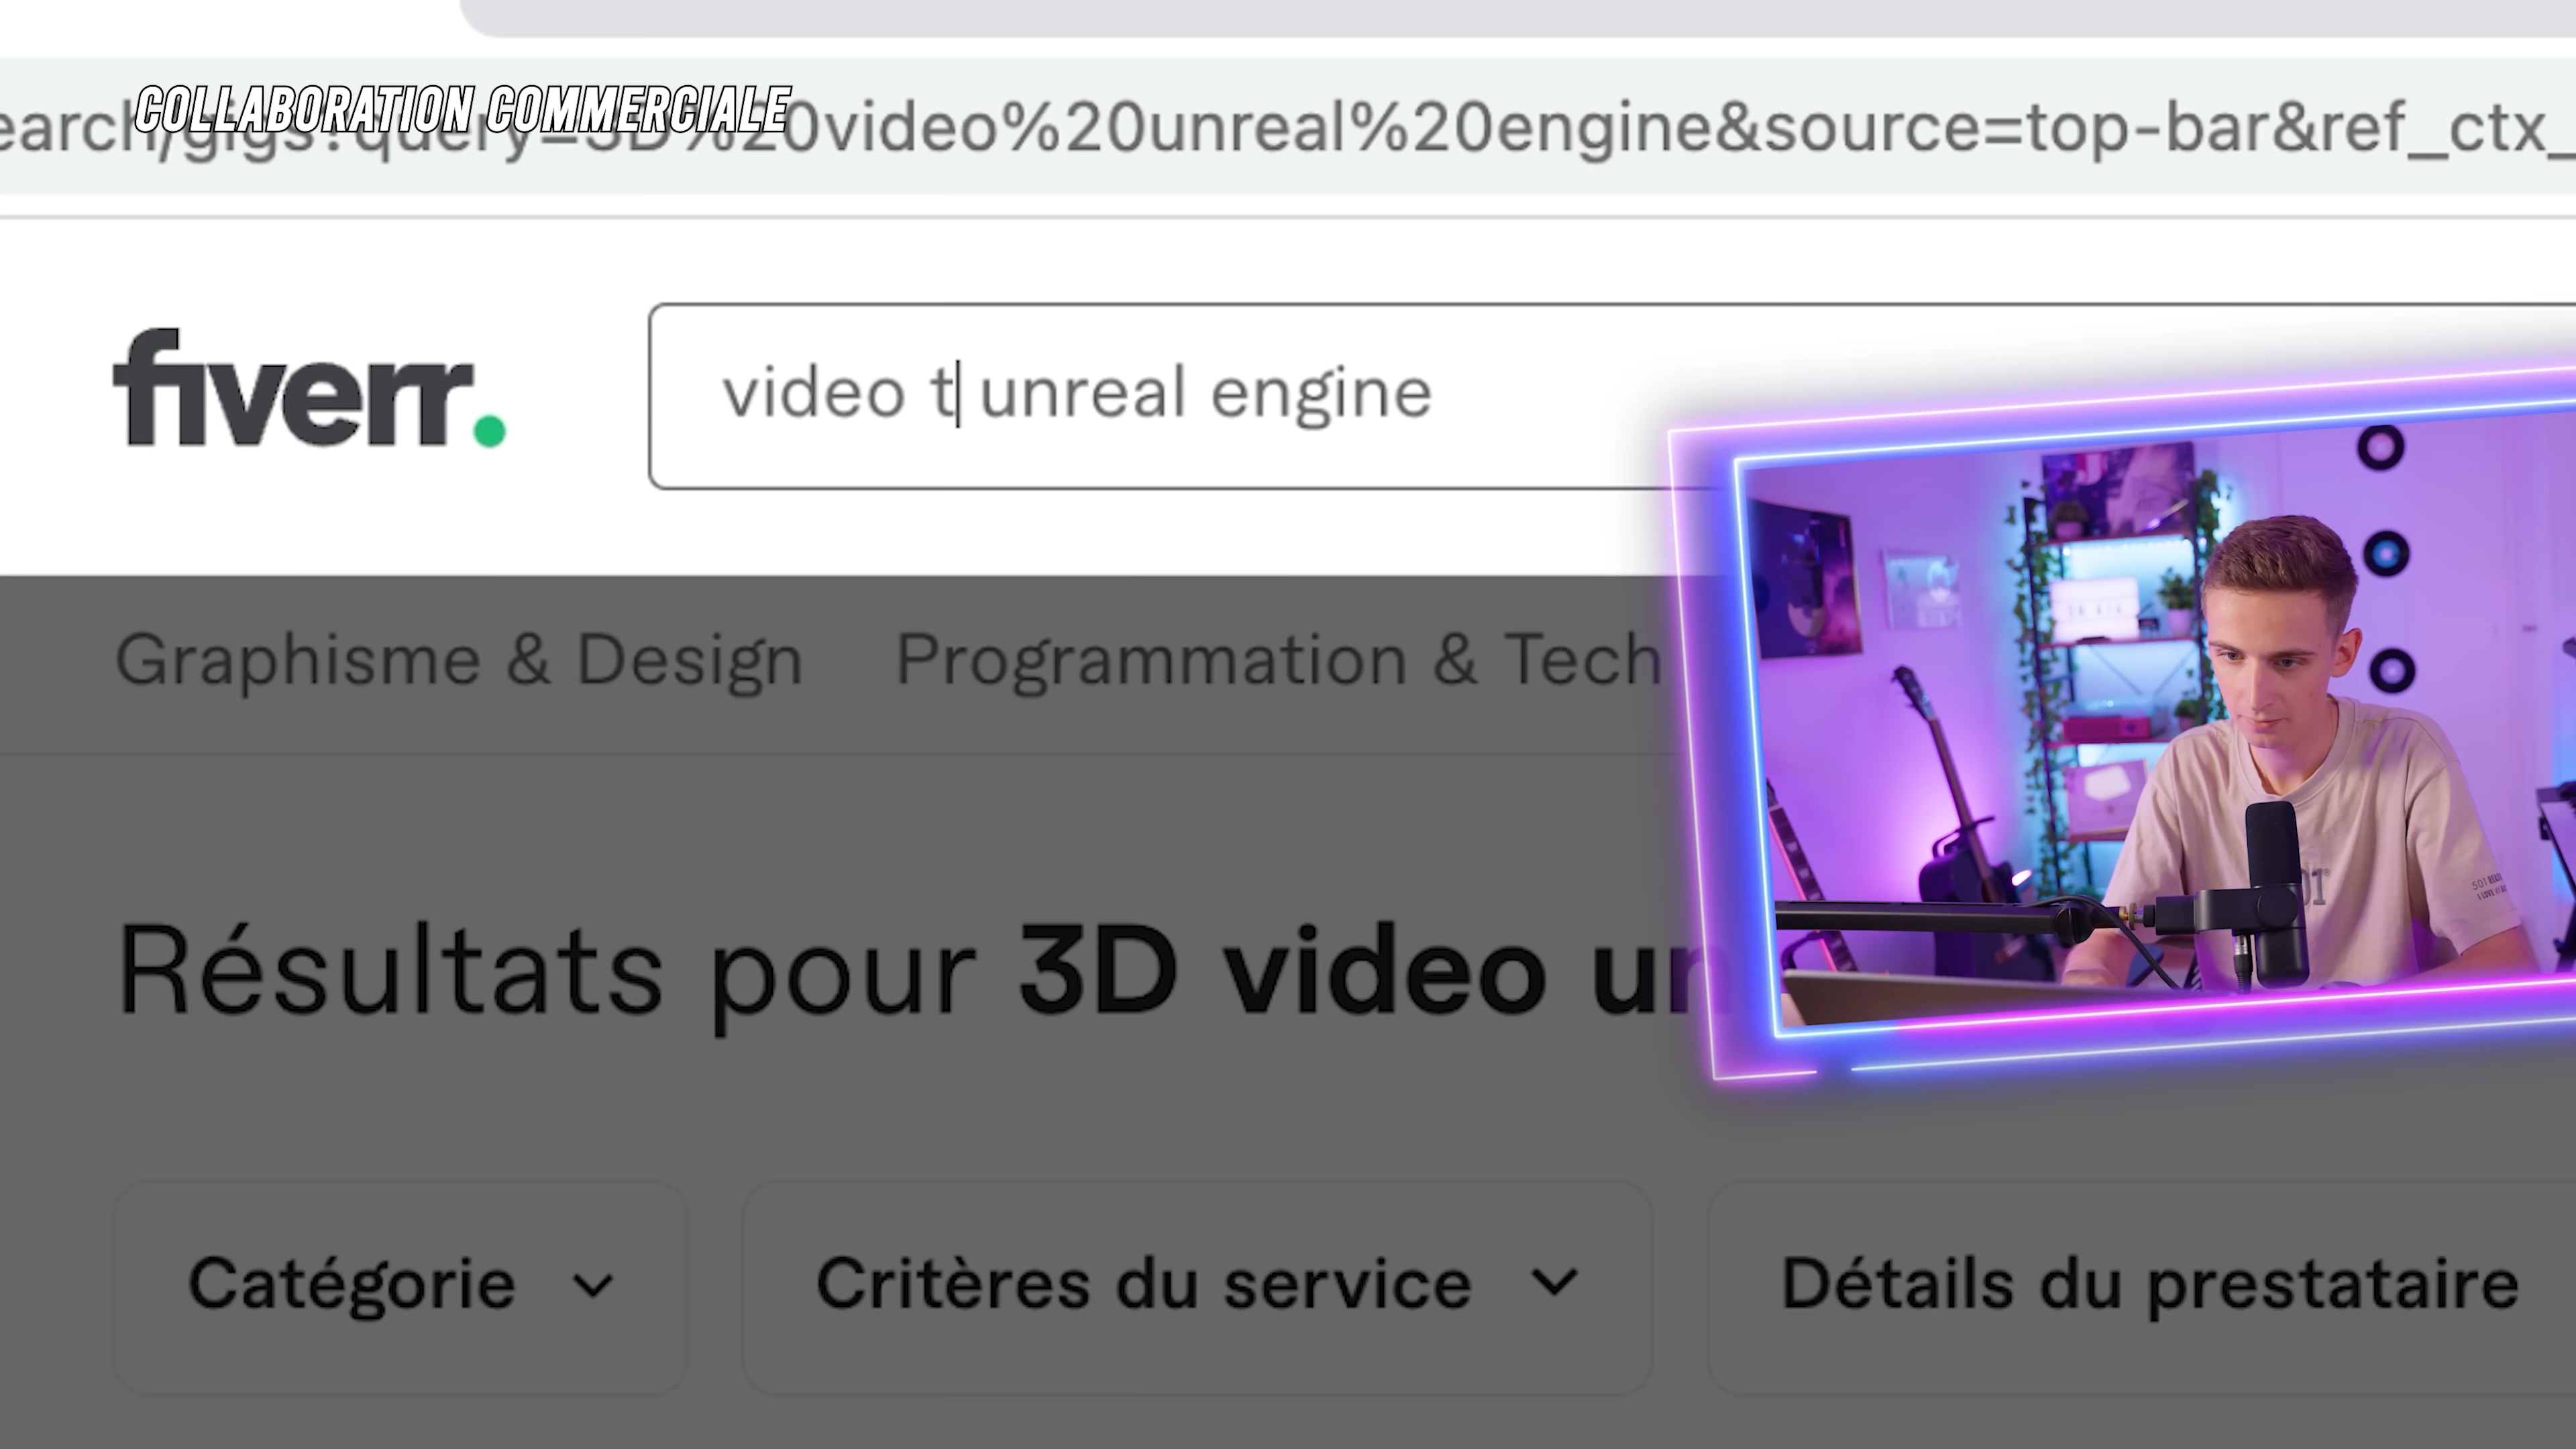 COLLABORATION COMMERCIALE
earch/gigs?query=3D%20video%20unreal%20engine&source=top-bar&ref_ctx_
fiverr.
video t unreal engine
Graphisme & Design Programmation & Tech
Résultats pour 3D video un
Catégorie
Critères du service
Détails du prestataire